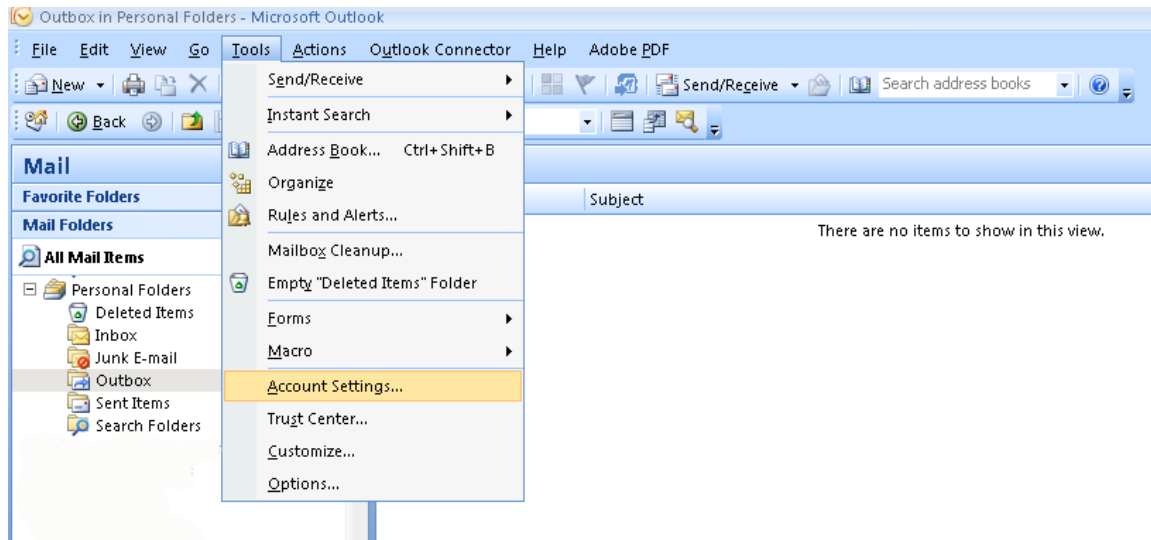 Outbox in Personal Folders - Microsoft Outlook
File Edit View Go Tools Actions Outlook Connector Help Adobe PDF
New Send/Receive Search address books
Back
Mail
Favorite Folders
Mail Folders
All Mail Items
Personal Folders
Deleted Items
Inbox
Junk E-mail
Outbox
Sent Items
Search Folders
Send/Receive
Instant Search
Address Book... Ctrl+Shift+B
Organize
Rules and Alerts...
Mailbox Cleanup...
Empty "Deleted Items" Folder
Forms
Macro
Account Settings...
Trust Center...
Customize...
Options...
Subject
There are no items to show in this view.